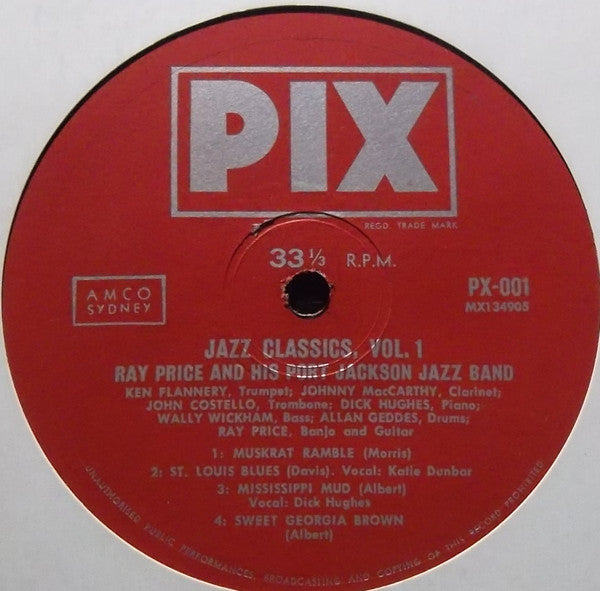 PIX
REGD. TRADE MARK
33 1/3 R.P.M.
AMCO
SYDNEY
PX-001
MX134905
JAZZ CLASSICS, VOL. 1
RAY PRICE AND HIS PORT JACKSON JAZZ BAND
KEN FLANNERY, Trumpet; JOHNNY MacCARTHY, Clarinet;
JOHN COSTELLO, Trombone; DICK HUGHES, Piano;
WALLY WICKHAM, Bass; ALLAN GEDDES, Drums;
RAY PRICE, Banjo and Guitar
1: MUSKRAT RAMBLE (Morris)
2: ST. LOUIS BLUES (Davis). Vocal: Katie Dunbar
3: MISSISSIPPI MUD (Albert)
Vocal: Dick Hughes
4: SWEET GEORGIA BROWN
(Albert)
UNAUTHORISED PUBLIC PERFORMANCES, BROADCASTING AND COPYING OF THIS RECORD PROHIBITED